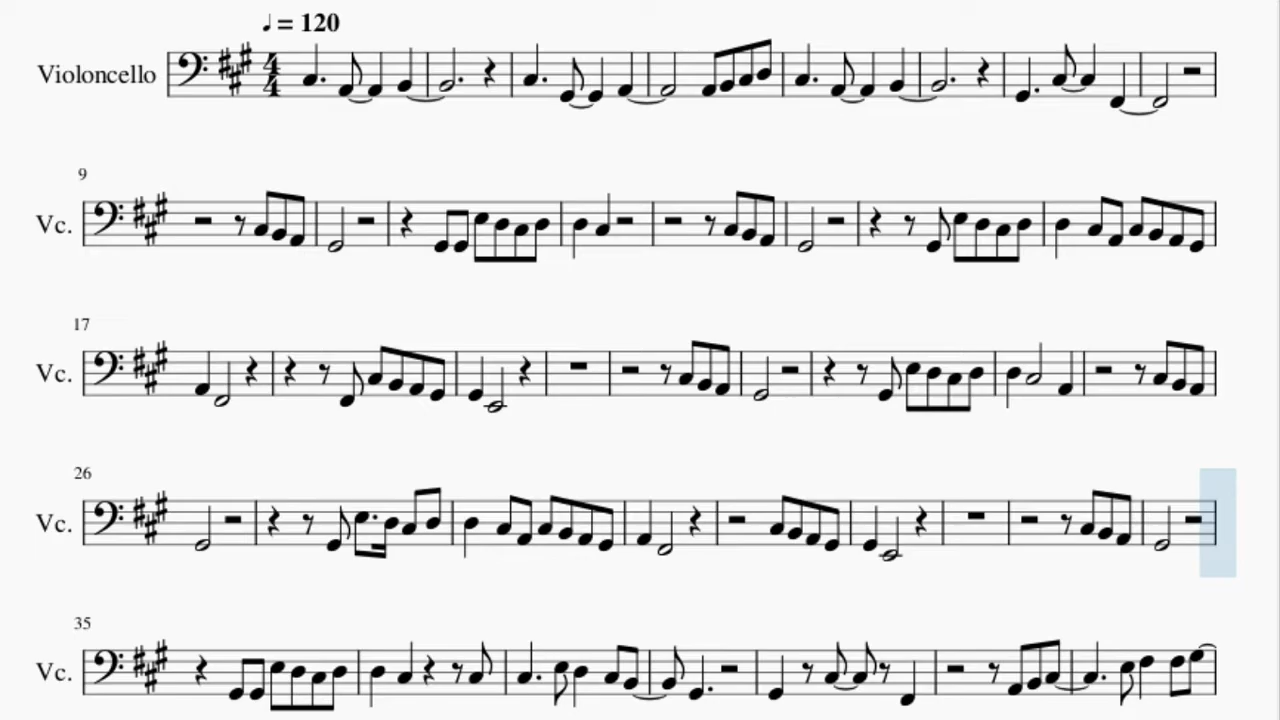 ♩ = 120
Violoncello 4/4
9
Vc.
17
Vc.
26
Vc.
35
Vc.